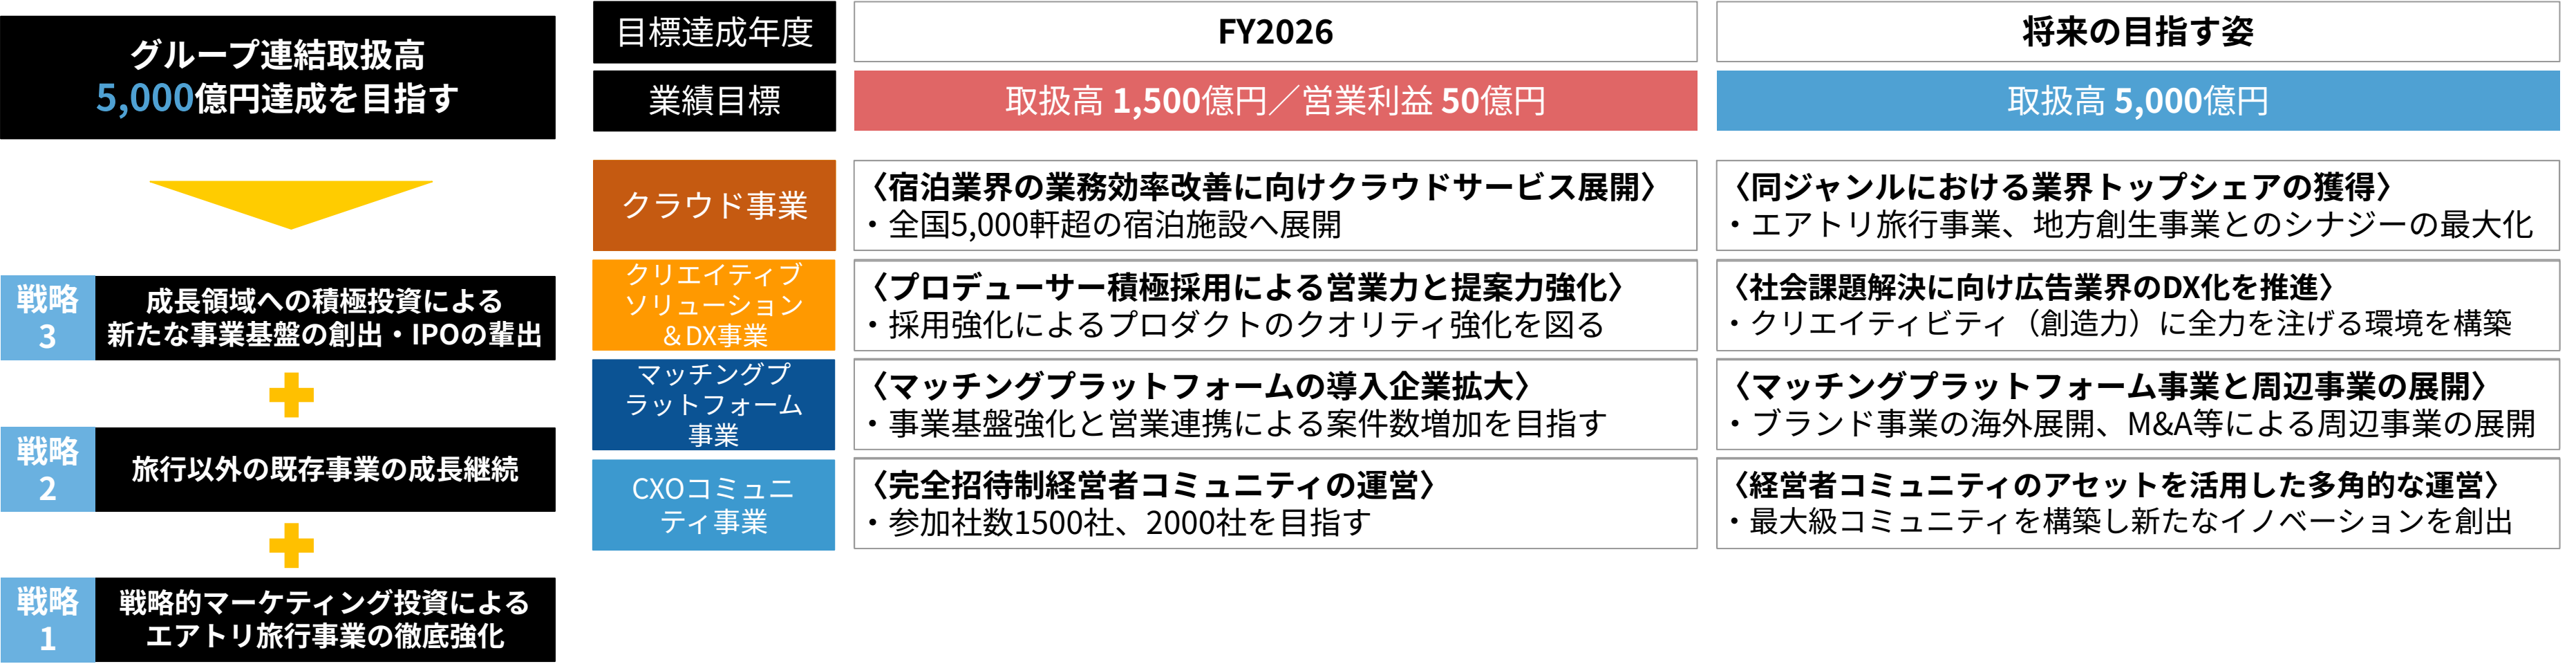 グループ連結取扱高
5,000億円達成を目指す
戦略
3
成長領域への積極投資による
新たな事業基盤の創出・IPOの輩出
戦略
2
旅行以外の既存事業の成長継続
戦略
1
戦略的マーケティング投資による
エアトリ旅行事業の徹底強化
目標達成年度
FY2026
将来の目指す姿
業績目標
取扱高 1,500億円／営業利益 50億円
取扱高 5,000億円
クラウド事業
〈宿泊業界の業務効率改善に向けクラウドサービス展開〉
・全国5,000軒超の宿泊施設へ展開
〈同ジャンルにおける業界トップシェアの獲得〉
・エアトリ旅行事業、地方創生事業とのシナジーの最大化
クリエイティブ
ソリューション
＆DX事業
〈プロデューサー積極採用による営業力と提案力強化〉
・採用強化によるプロダクトのクオリティ強化を図る
〈社会課題解決に向け広告業界のDX化を推進〉
・クリエイティビティ（創造力）に全力を注げる環境を構築
マッチングプ
ラットフォーム
事業
〈マッチングプラットフォームの導入企業拡大〉
・事業基盤強化と営業連携による案件数増加を目指す
〈マッチングプラットフォーム事業と周辺事業の展開〉
・ブランド事業の海外展開、M&A等による周辺事業の展開
CXOコミュニ
ティ事業
〈完全招待制経営者コミュニティの運営〉
・参加社数1500社、2000社を目指す
〈経営者コミュニティのアセットを活用した多角的な運営〉
・最大級コミュニティを構築し新たなイノベーションを創出